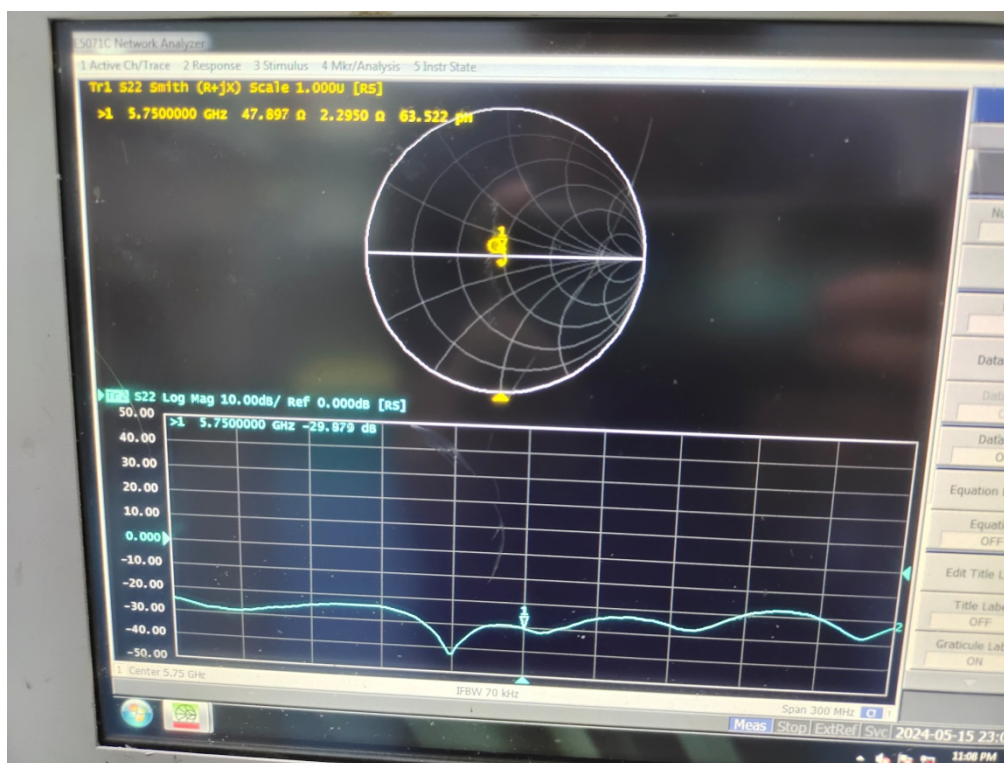 E5071C Network Analyzer
1 Active Ch/Trace 2 Response 3 Stimulus 4 Mkr/Analysis 5 Instr State
Tr1 S22 Smith (R+jX) Scale 1.000U [RS]
>1 5.7500000 GHz 47.897 Ω 2.2950 Ω 63.522 pH
1
Tr2 S22 Log Mag 10.00dB/ Ref 0.000dB [RS]
50.00
>1 5.7500000 GHz -29.879 dB
40.00
30.00
20.00
10.00
0.000
-10.00
-20.00
-30.00
-40.00
-50.00
1
2
1 Center 5.75 GHz
IFBW 70 kHz
Span 300 MHz
Data
Data
Equation
Equati
OFF
Edit Title L
Title Labe
OFF
Graticule Lab
ON
Meas Stop ExtRef Svc 2024-05-15 23:0
11:08 PM